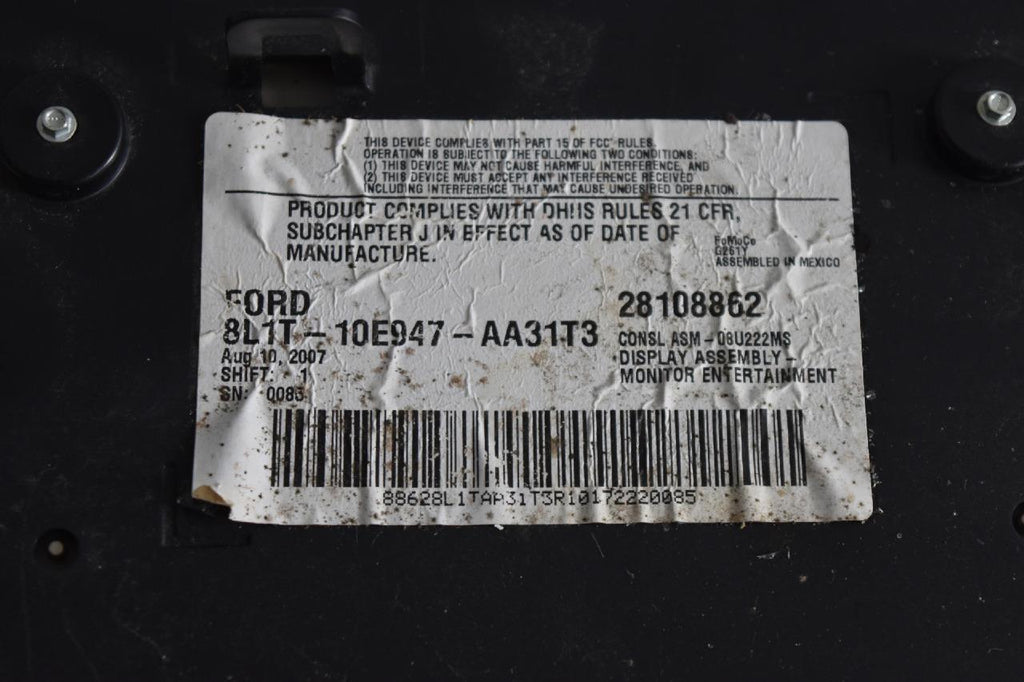 THIS DEVICE COMPLIES WITH PART 15 OF FCC RULES.
OPERATION IS SUBJECT TO THE FOLLOWING TWO CONDITIONS:
(1) THIS DEVICE MAY NOT CAUSE HARMFUL INTERFERENCE, AND
(2) THIS DEVICE MUST ACCEPT ANY INTERFERENCE RECEIVED
INCLUDING INTERFERENCE THAT MAY CAUSE UNDESIRED OPERATION.
PRODUCT COMPLIES WITH DHHS RULES 21 CFR,
SUBCHAPTER J IN EFFECT AS OF DATE OF
MANUFACTURE.
FoMoCo
G261Y
ASSEMBLED IN MEXICO
FORD
8L1T-10E947-AA31T3
Aug 10, 2007
SHIFT: 1
SN: 0085
28108862
CONSL ASM-08U222MS
DISPLAY ASSEMBLY-
MONITOR ENTERTAINMENT
88628L1TAA31T3R10172220085